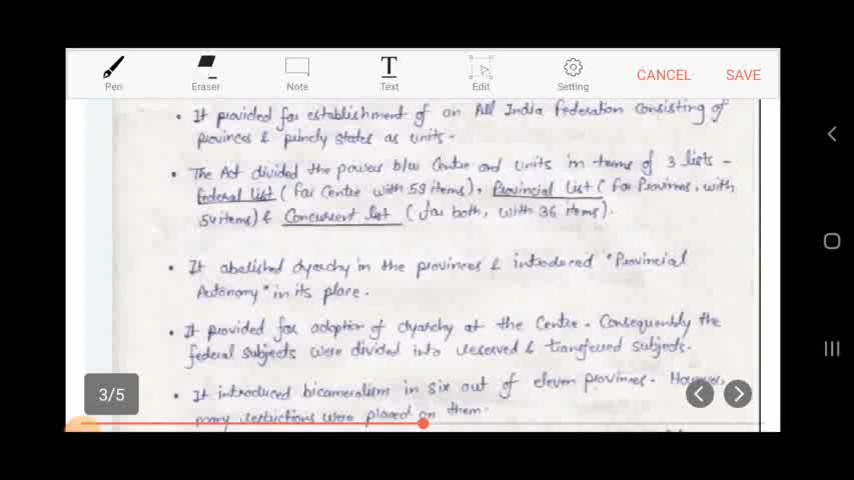 Pen
Eraser
Note
Text
Edit
Setting
CANCEL
SAVE
• It provided for establishment of an All India Federation consisting of
provinces & princly states as units -
• The Act divided the powers b/w Centre and units in terms of 3 lists -
Federal List ( For Centre with 59 items), Provincial List ( for Provinces, with
54 items) & Concurrent list ( for both, with 36 items).
• It abolished dyarchy in the provinces & introduced "Provincial
Autonomy" in its place.
• It provided for adoption of dyarchy at the Centre. Consequently the
federal subjects were divided into reserved & transferred subjects.
• It introduced bicameralism in six out of eleven provinces. However,
many restrictions were placed on them.
3/5